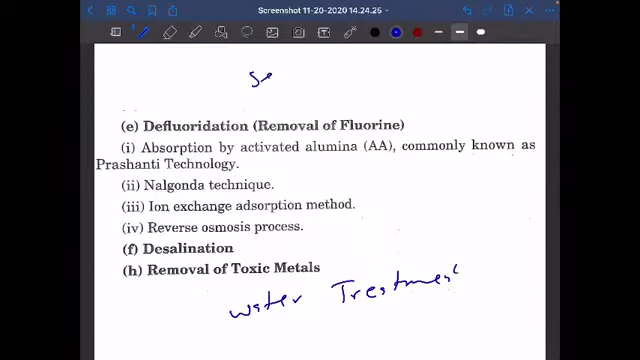 Screenshot 11-20-2020 14.24.25
Se
(e) Defluoridation (Removal of Fluorine)
(i) Absorption by activated alumina (AA), commonly known as
Prashanti Technology.
(ii) Nalgonda technique.
(iii) Ion exchange adsorption method.
(iv) Reverse osmosis process.
(f) Desalination
(h) Removal of Toxic Metals
water Treatment